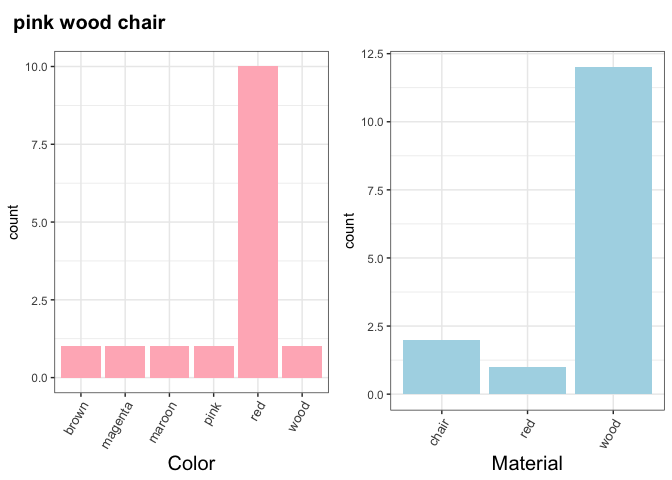 pink wood chair
count
10.0
7.5
5.0
2.5
0.0
brown
magenta
maroon
pink
red
wood
Color
count
12.5
10.0
7.5
5.0
2.5
0.0
chair
red
wood
Material